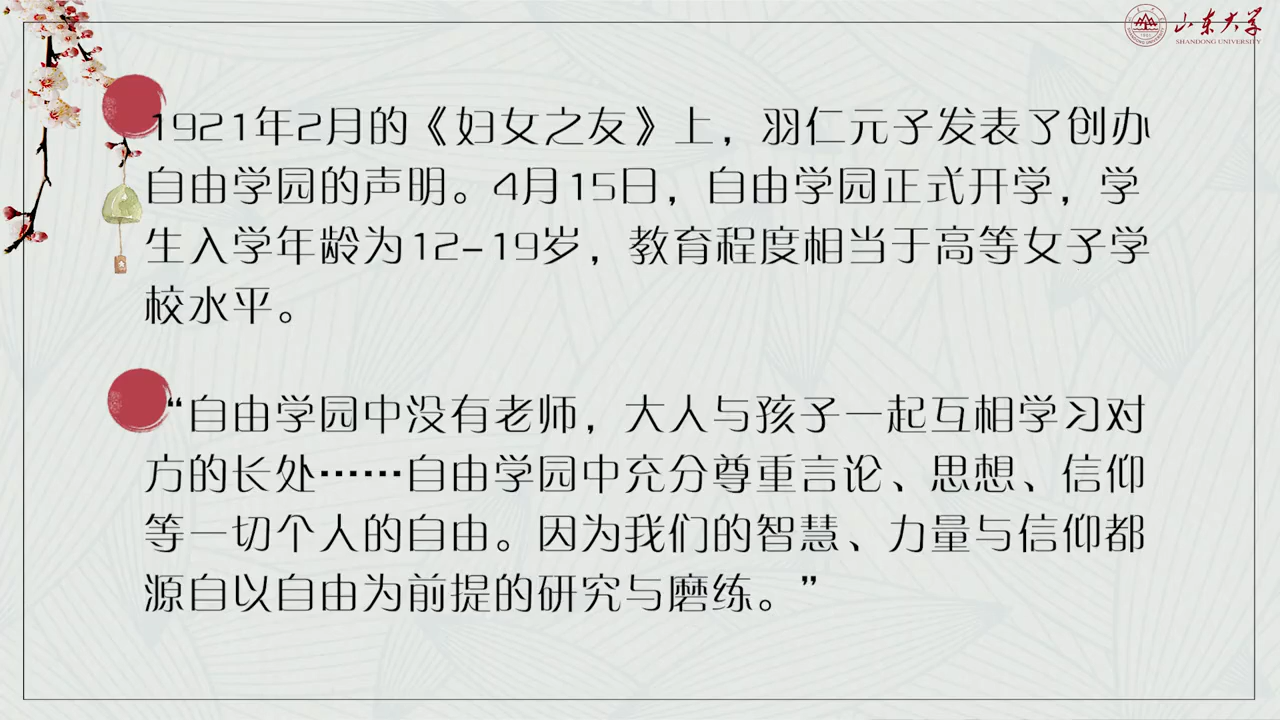 山东大学
SHANDONG UNIVERSITY
1921年2月的《妇女之友》上，羽仁元子发表了创办
自由学园的声明。4月15日，自由学园正式开学，学
生入学年龄为12-19岁，教育程度相当于高等女子学
校水平。
“自由学园中没有老师，大人与孩子一起互相学习对
方的长处……自由学园中充分尊重言论、思想、信仰
等一切个人的自由。因为我们的智慧、力量与信仰都
源自以自由为前提的研究与磨练。”